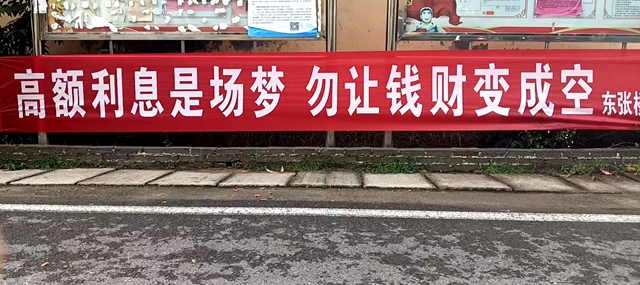 高额利息是场梦 勿让钱财变成空 东张